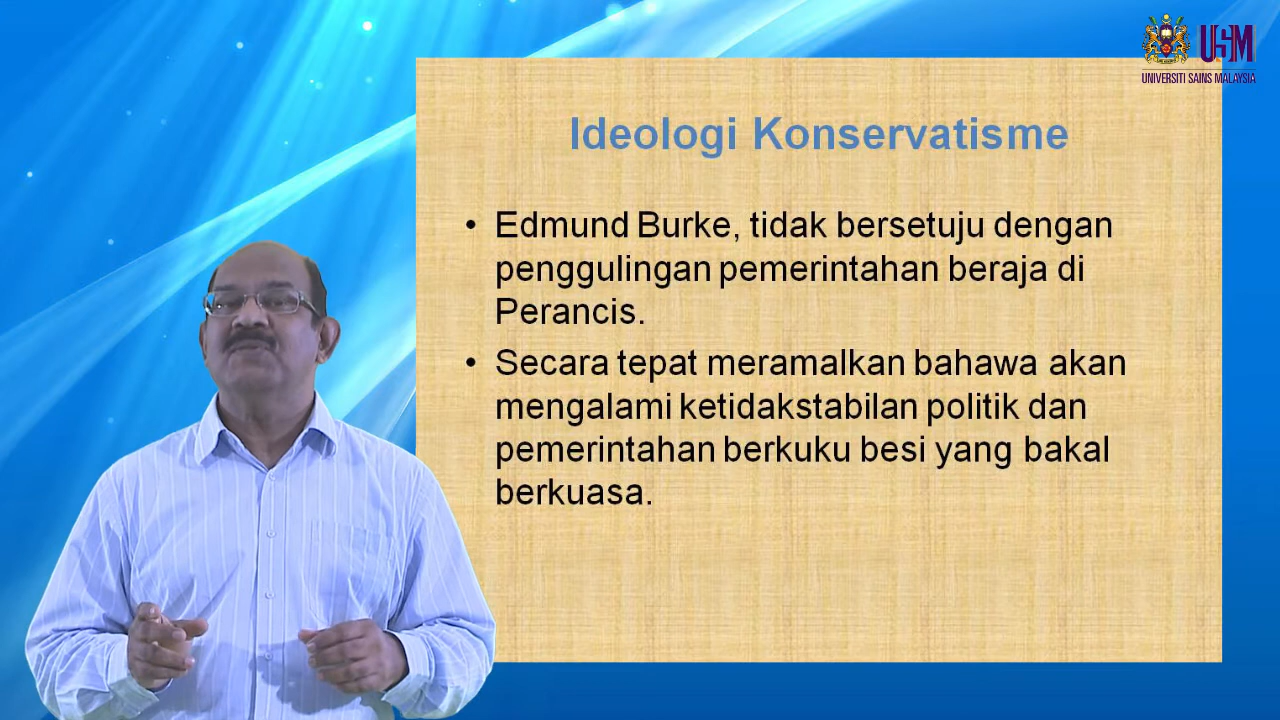 USM
UNIVERSITI SAINS MALAYSIA
Ideologi Konservatisme
• Edmund Burke, tidak bersetuju dengan
penggulingan pemerintahan beraja di
Perancis.
• Secara tepat meramalkan bahawa akan
mengalami ketidakstabilan politik dan
pemerintahan berkuku besi yang bakal
berkuasa.